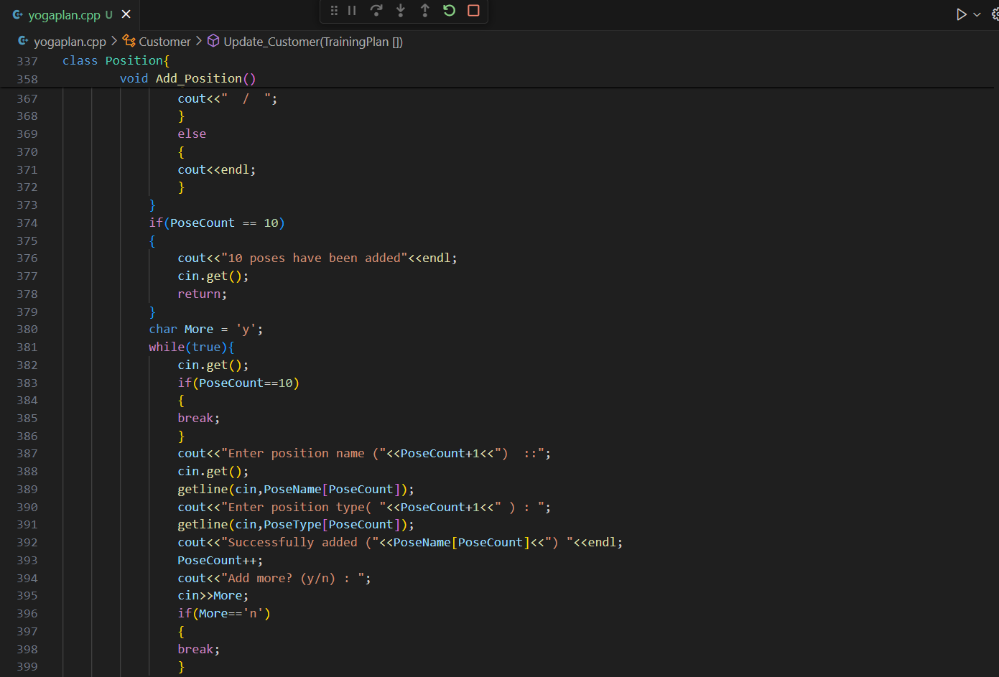 yogaplan.cpp U
yogaplan.cpp > Customer > Update_Customer(TrainingPlan [])
337 class Position{
358 void Add_Position()
367 cout<<"  /  ";
368 }
369 else
370 {
371 cout<<endl;
372 }
373 }
374 if(PoseCount == 10)
375 {
376 cout<<"10 poses have been added"<<endl;
377 cin.get();
378 return;
379 }
380 char More = 'y';
381 while(true){
382 cin.get();
383 if(PoseCount==10)
384 {
385 break;
386 }
387 cout<<"Enter position name ("<<PoseCount+1<<")  ::";
388 cin.get();
389 getline(cin,PoseName[PoseCount]);
390 cout<<"Enter position type( "<<PoseCount+1<<" ) : ";
391 getline(cin,PoseType[PoseCount]);
392 cout<<"Successfully added ("<<PoseName[PoseCount]<<") "<<endl;
393 PoseCount++;
394 cout<<"Add more? (y/n) : ";
395 cin>>More;
396 if(More=='n')
397 {
398 break;
399 }